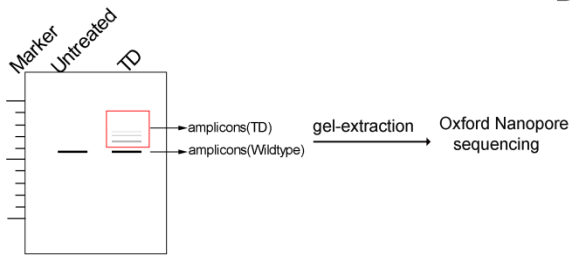 Marker
Untreated
TD
amplicons(TD)
amplicons(Wildtype)
gel-extraction
Oxford Nanopore
sequencing